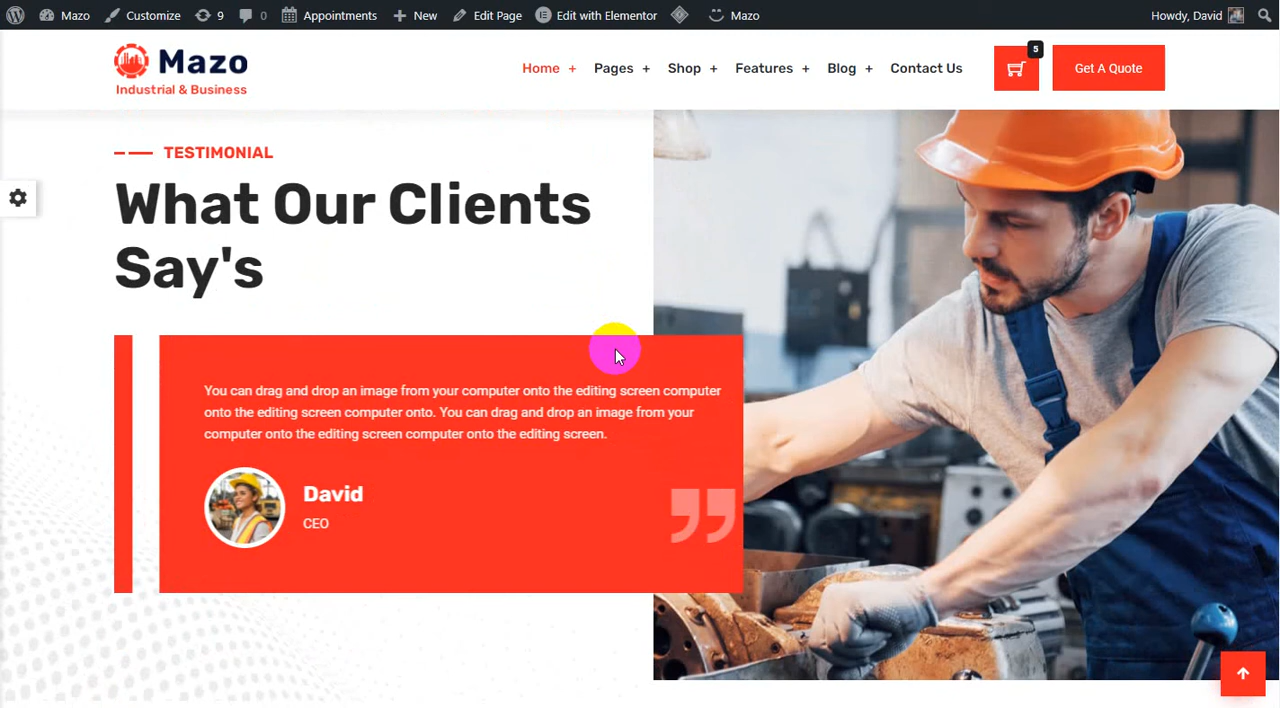 Mazo Customize 9 0 Appointments New Edit Page Edit with Elementor Mazo Howdy, David
Mazo
Industrial & Business
Home + Pages + Shop + Features + Blog + Contact Us 5 Get A Quote
TESTIMONIAL
What Our Clients
Say's
You can drag and drop an image from your computer onto the editing screen computer
onto the editing screen computer onto. You can drag and drop an image from your
computer onto the editing screen computer onto the editing screen.
David
CEO